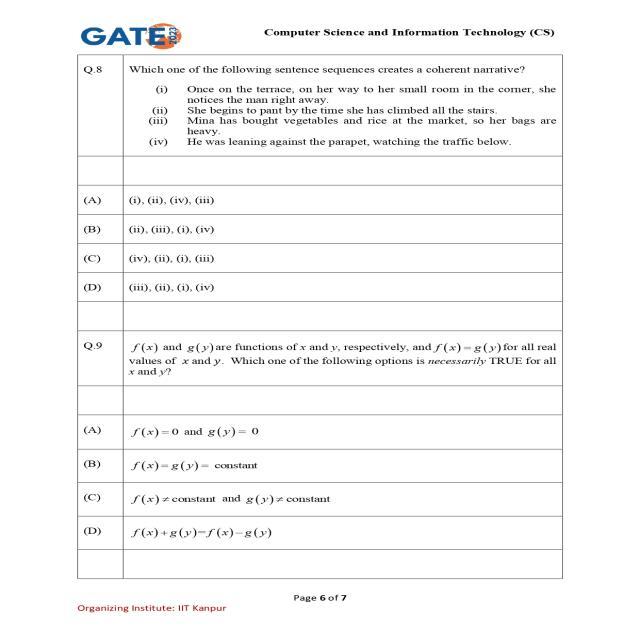 GATE 2023
Computer Science and Information Technology (CS)
Q.8 Which one of the following sentence sequences creates a coherent narrative?
(i) Once on the terrace, on her way to her small room in the corner, she
notices the man right away.
(ii) She begins to pant by the time she has climbed all the stairs.
(iii) Mina has bought vegetables and rice at the market, so her bags are
heavy.
(iv) He was leaning against the parapet, watching the traffic below.
(A) (i), (ii), (iv), (iii)
(B) (ii), (iii), (i), (iv)
(C) (iv), (ii), (i), (iii)
(D) (iii), (ii), (i), (iv)
Q.9 f(x) and g(y) are functions of x and y, respectively, and f(x) = g(y) for all real
values of x and y. Which one of the following options is necessarily TRUE for all
x and y?
(A) f(x) = 0 and g(y) = 0
(B) f(x) = g(y) = constant
(C) f(x) ≠ constant and g(y) ≠ constant
(D) f(x) + g(y) = f(x) − g(y)
Page 6 of 7
Organizing Institute: IIT Kanpur